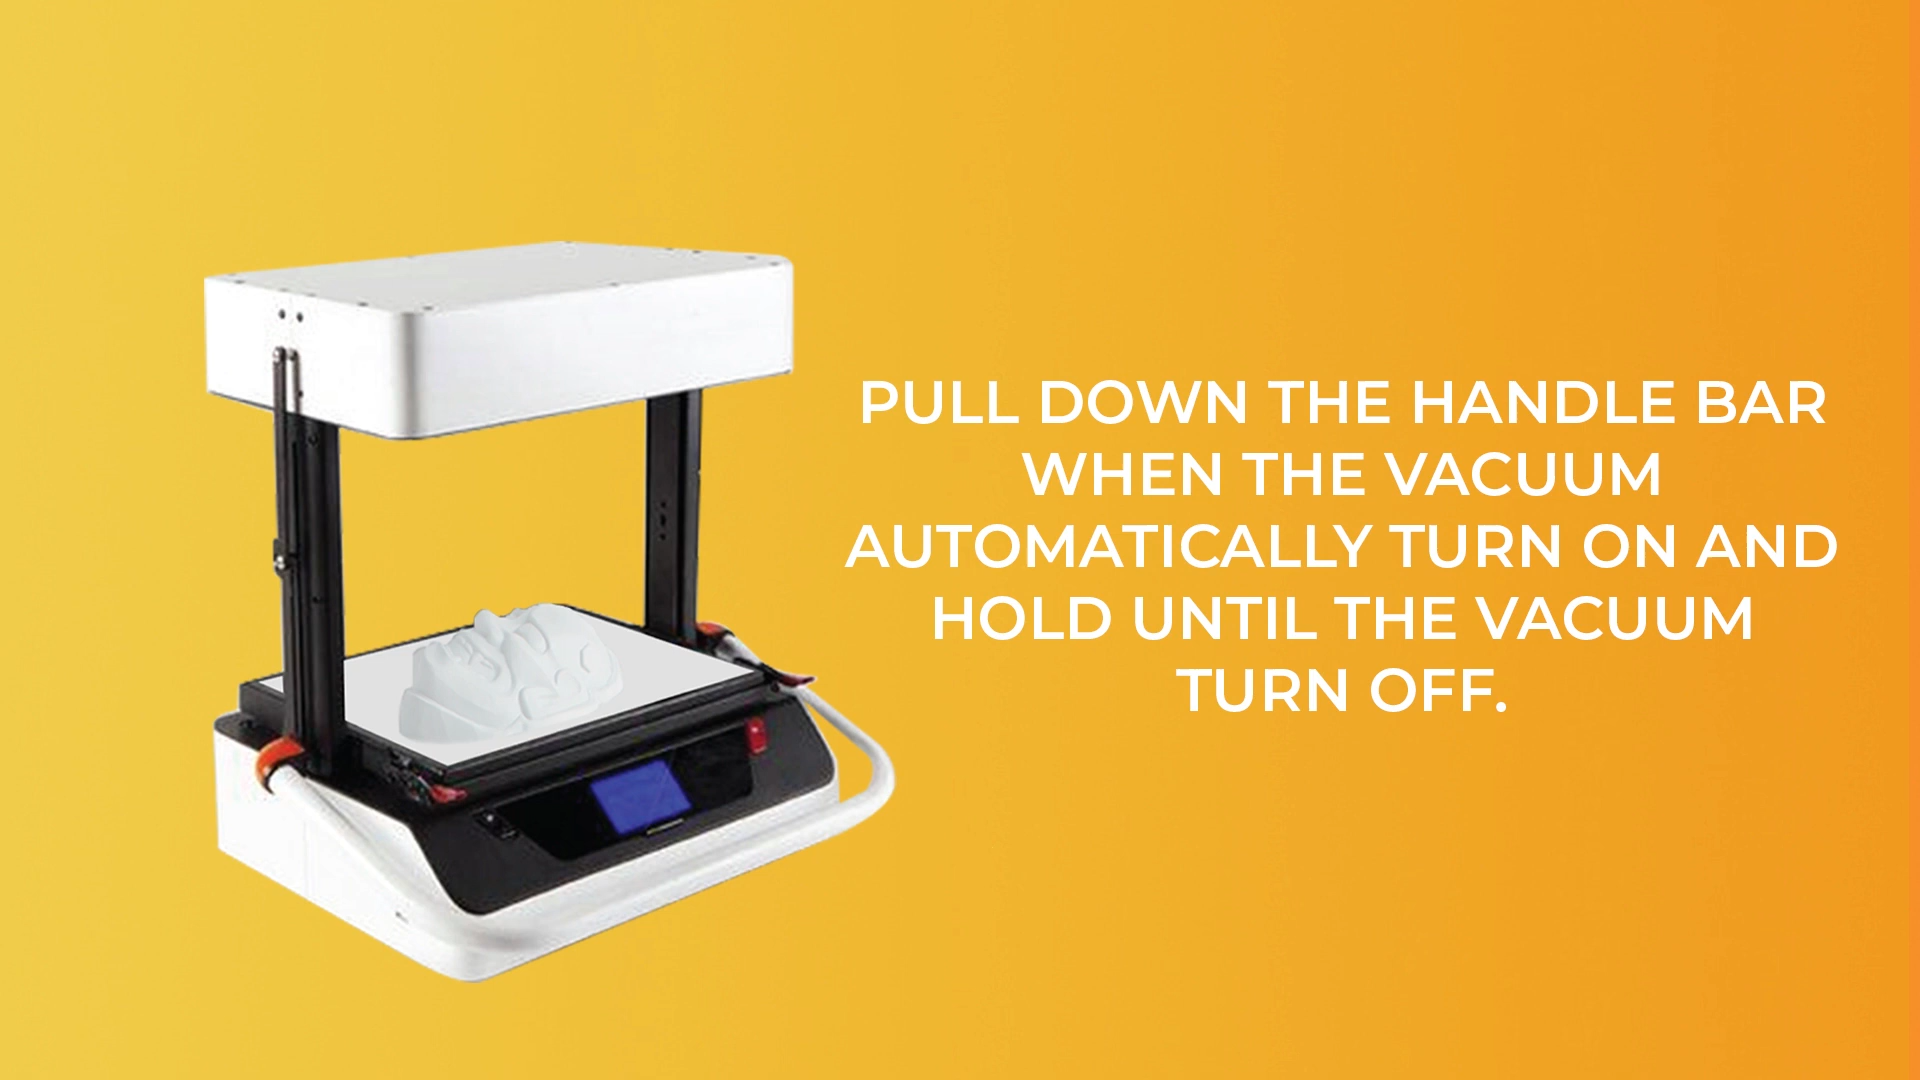 PULL DOWN THE HANDLE BAR
WHEN THE VACUUM
AUTOMATICALLY TURN ON AND
HOLD UNTIL THE VACUUM
TURN OFF.